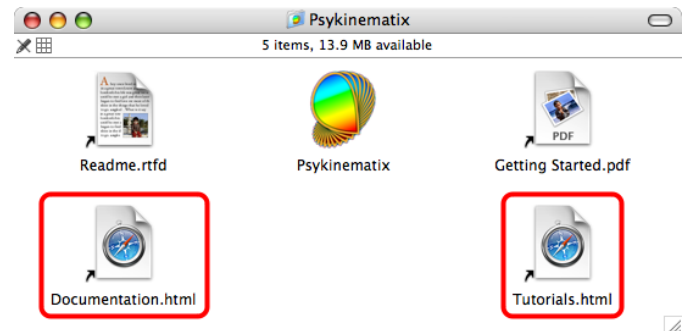 Psykinematix
5 items, 13.9 MB available
PDF
Readme.rtfd
Psykinematix
Getting Started.pdf
Documentation.html
Tutorials.html